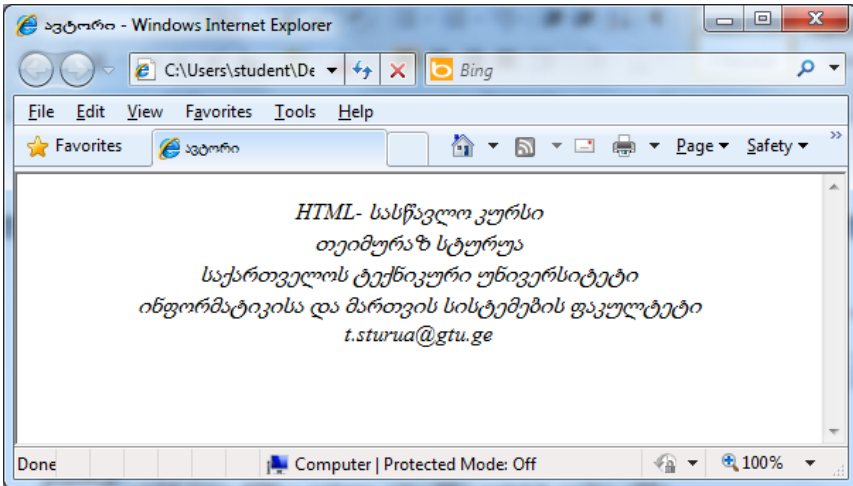 ავტორი - Windows Internet Explorer
C:\Users\student\De
Bing
File Edit View Favorites Tools Help
Favorites
ავტორი
Page
Safety
»
HTML- სასწავლო კურსი
თეიმურაზ სტურუა
საქართველოს ტექნიკური უნივერსიტეტი
ინფორმატიკისა და მართვის სისტემების ფაკულტეტი
t.sturua@gtu.ge
Done
Computer | Protected Mode: Off
100%